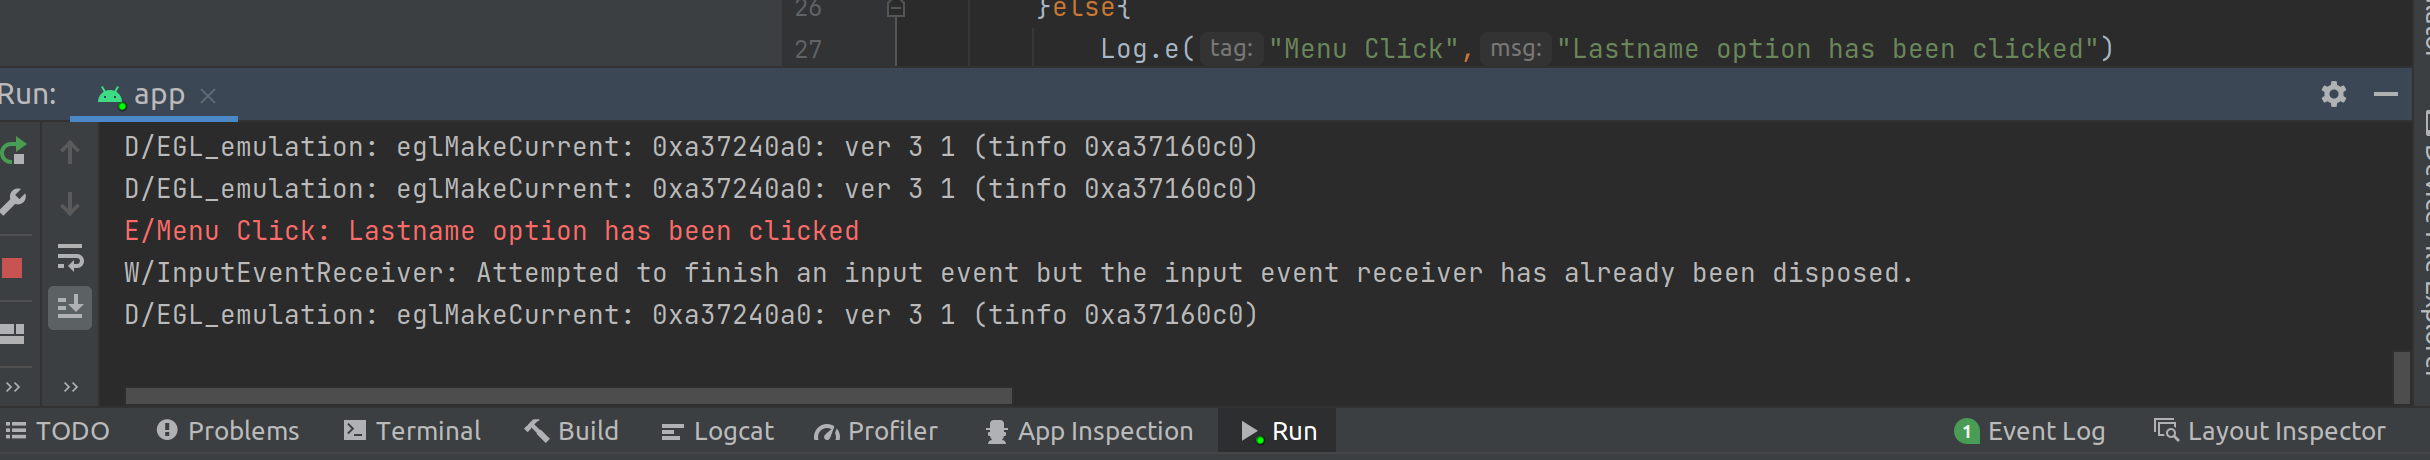 26 }else{
27 Log.e( tag: "Menu Click", msg: "Lastname option has been clicked")
Run: app
D/EGL_emulation: eglMakeCurrent: 0xa37240a0: ver 3 1 (tinfo 0xa37160c0)
D/EGL_emulation: eglMakeCurrent: 0xa37240a0: ver 3 1 (tinfo 0xa37160c0)
E/Menu Click: Lastname option has been clicked
W/InputEventReceiver: Attempted to finish an input event but the input event receiver has already been disposed.
D/EGL_emulation: eglMakeCurrent: 0xa37240a0: ver 3 1 (tinfo 0xa37160c0)
TODO Problems Terminal Build Logcat Profiler App Inspection Run 1 Event Log Layout Inspector